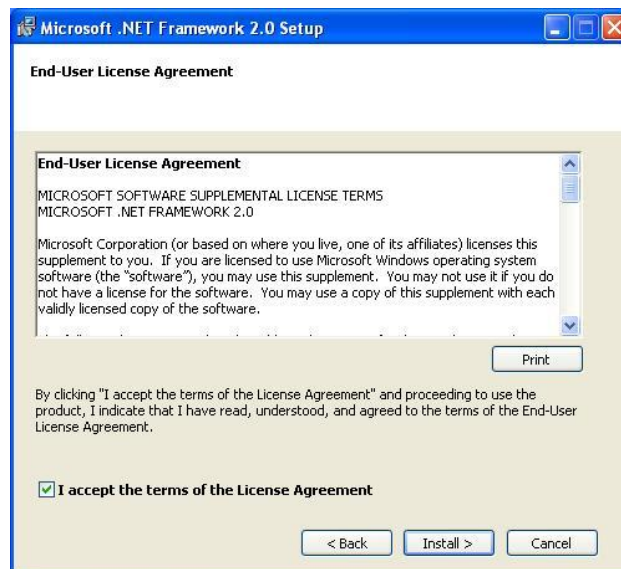 Microsoft .NET Framework 2.0 Setup
End-User License Agreement
End-User License Agreement
MICROSOFT SOFTWARE SUPPLEMENTAL LICENSE TERMS
MICROSOFT .NET FRAMEWORK 2.0
Microsoft Corporation (or based on where you live, one of its affiliates) licenses this
supplement to you. If you are licensed to use Microsoft Windows operating system
software (the “software”), you may use this supplement. You may not use it if you do
not have a license for the software. You may use a copy of this supplement with each
validly licensed copy of the software.
Print
By clicking "I accept the terms of the License Agreement" and proceeding to use the
product, I indicate that I have read, understood, and agreed to the terms of the End-User
License Agreement.
I accept the terms of the License Agreement
< Back
Install >
Cancel